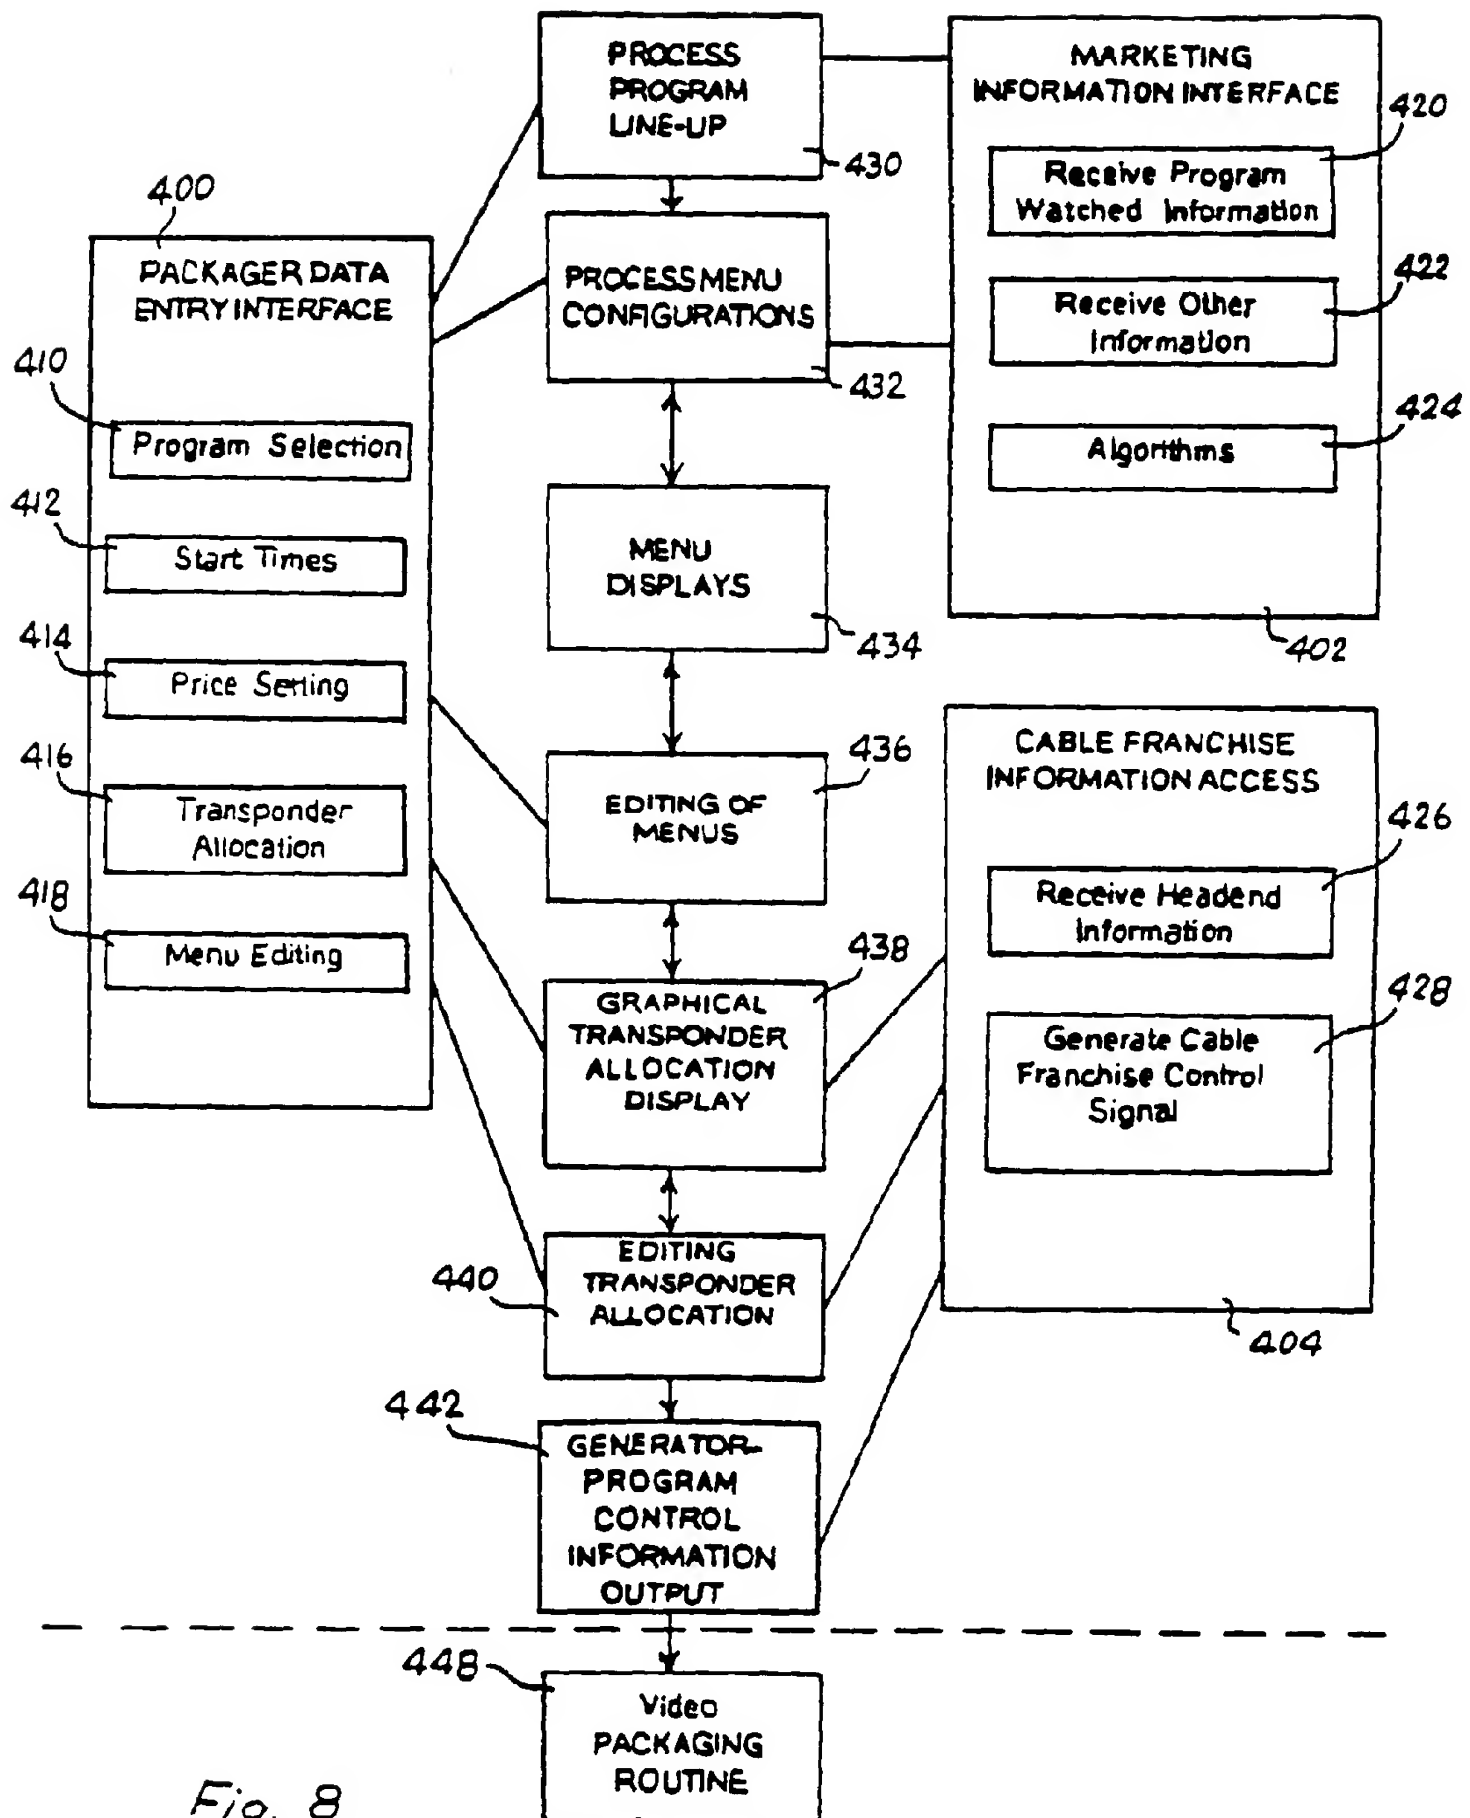 PROCESS
PROGRAM
LINE-UP
430
MARKETING
INFORMATION INTERFACE
420
Receive Program
Watched Information
422
Receive Other
Information
424
Algorithms
402
400
PACKAGER DATA
ENTRY INTERFACE
410
Program Selection
412
Start Times
414
Price Setting
416
Transponder
Allocation
418
Menu Editing
PROCESS MENU
CONFIGURATIONS
432
MENU
DISPLAYS
434
436
EDITING OF
MENUS
438
GRAPHICAL
TRANSPONDER
ALLOCATION
DISPLAY
CABLE FRANCHISE
INFORMATION ACCESS
426
Receive Headend
Information
428
Generate Cable
Franchise Control
Signal
404
440
EDITING
TRANSPONDER
ALLOCATION
442
GENERATOR-
PROGRAM
CONTROL
INFORMATION
OUTPUT
448
Video
PACKAGING
ROUTINE
Fig. 8